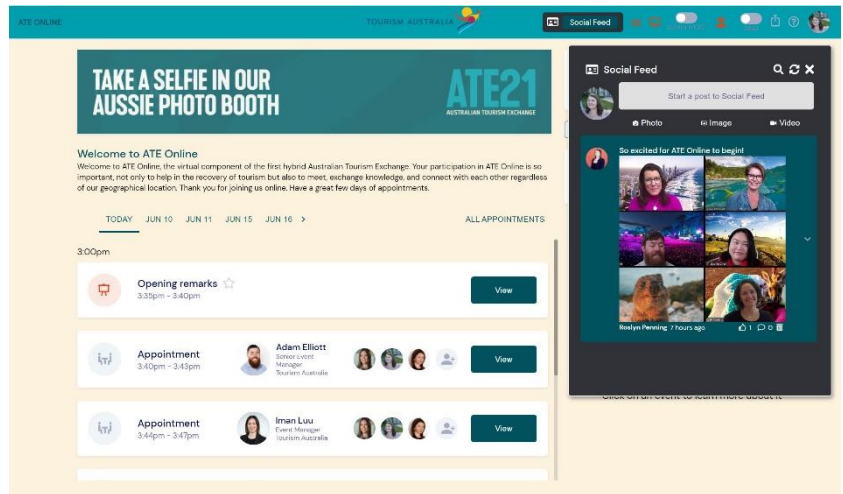 ATE ONLINE
TOURISM AUSTRALIA
Social Feed
TAKE A SELFIE IN OUR
AUSSIE PHOTO BOOTH
ATE21
AUSTRALIAN TOURISM EXCHANGE
Welcome to ATE Online
Welcome to ATE Online, the virtual component of the first hybrid Australian Tourism Exchange. Your participation in ATE Online is so
important, not only to help in the recovery of tourism but also to meet, exchange knowledge, and connect with each other regardless
of our geographical location. Thank you for joining us online. Have a great few days of appointments.
TODAY JUN 10 JUN 11 JUN 15 JUN 16 >
ALL APPOINTMENTS
3:00pm
Opening remarks
3:35pm - 3:40pm
View
Appointment
3:40pm - 3:43pm
Adam Elliott
Senior Event
Manager
Tourism Australia
View
Appointment
3:44pm - 3:47pm
Iman Luu
Event Manager
Tourism Australia
View
Social Feed
Start a post to Social Feed
Photo
Image
Video
So excited for ATE Online to begin!
Roslyn Penning 7 hours ago
1
0
Click on an event to learn more about it